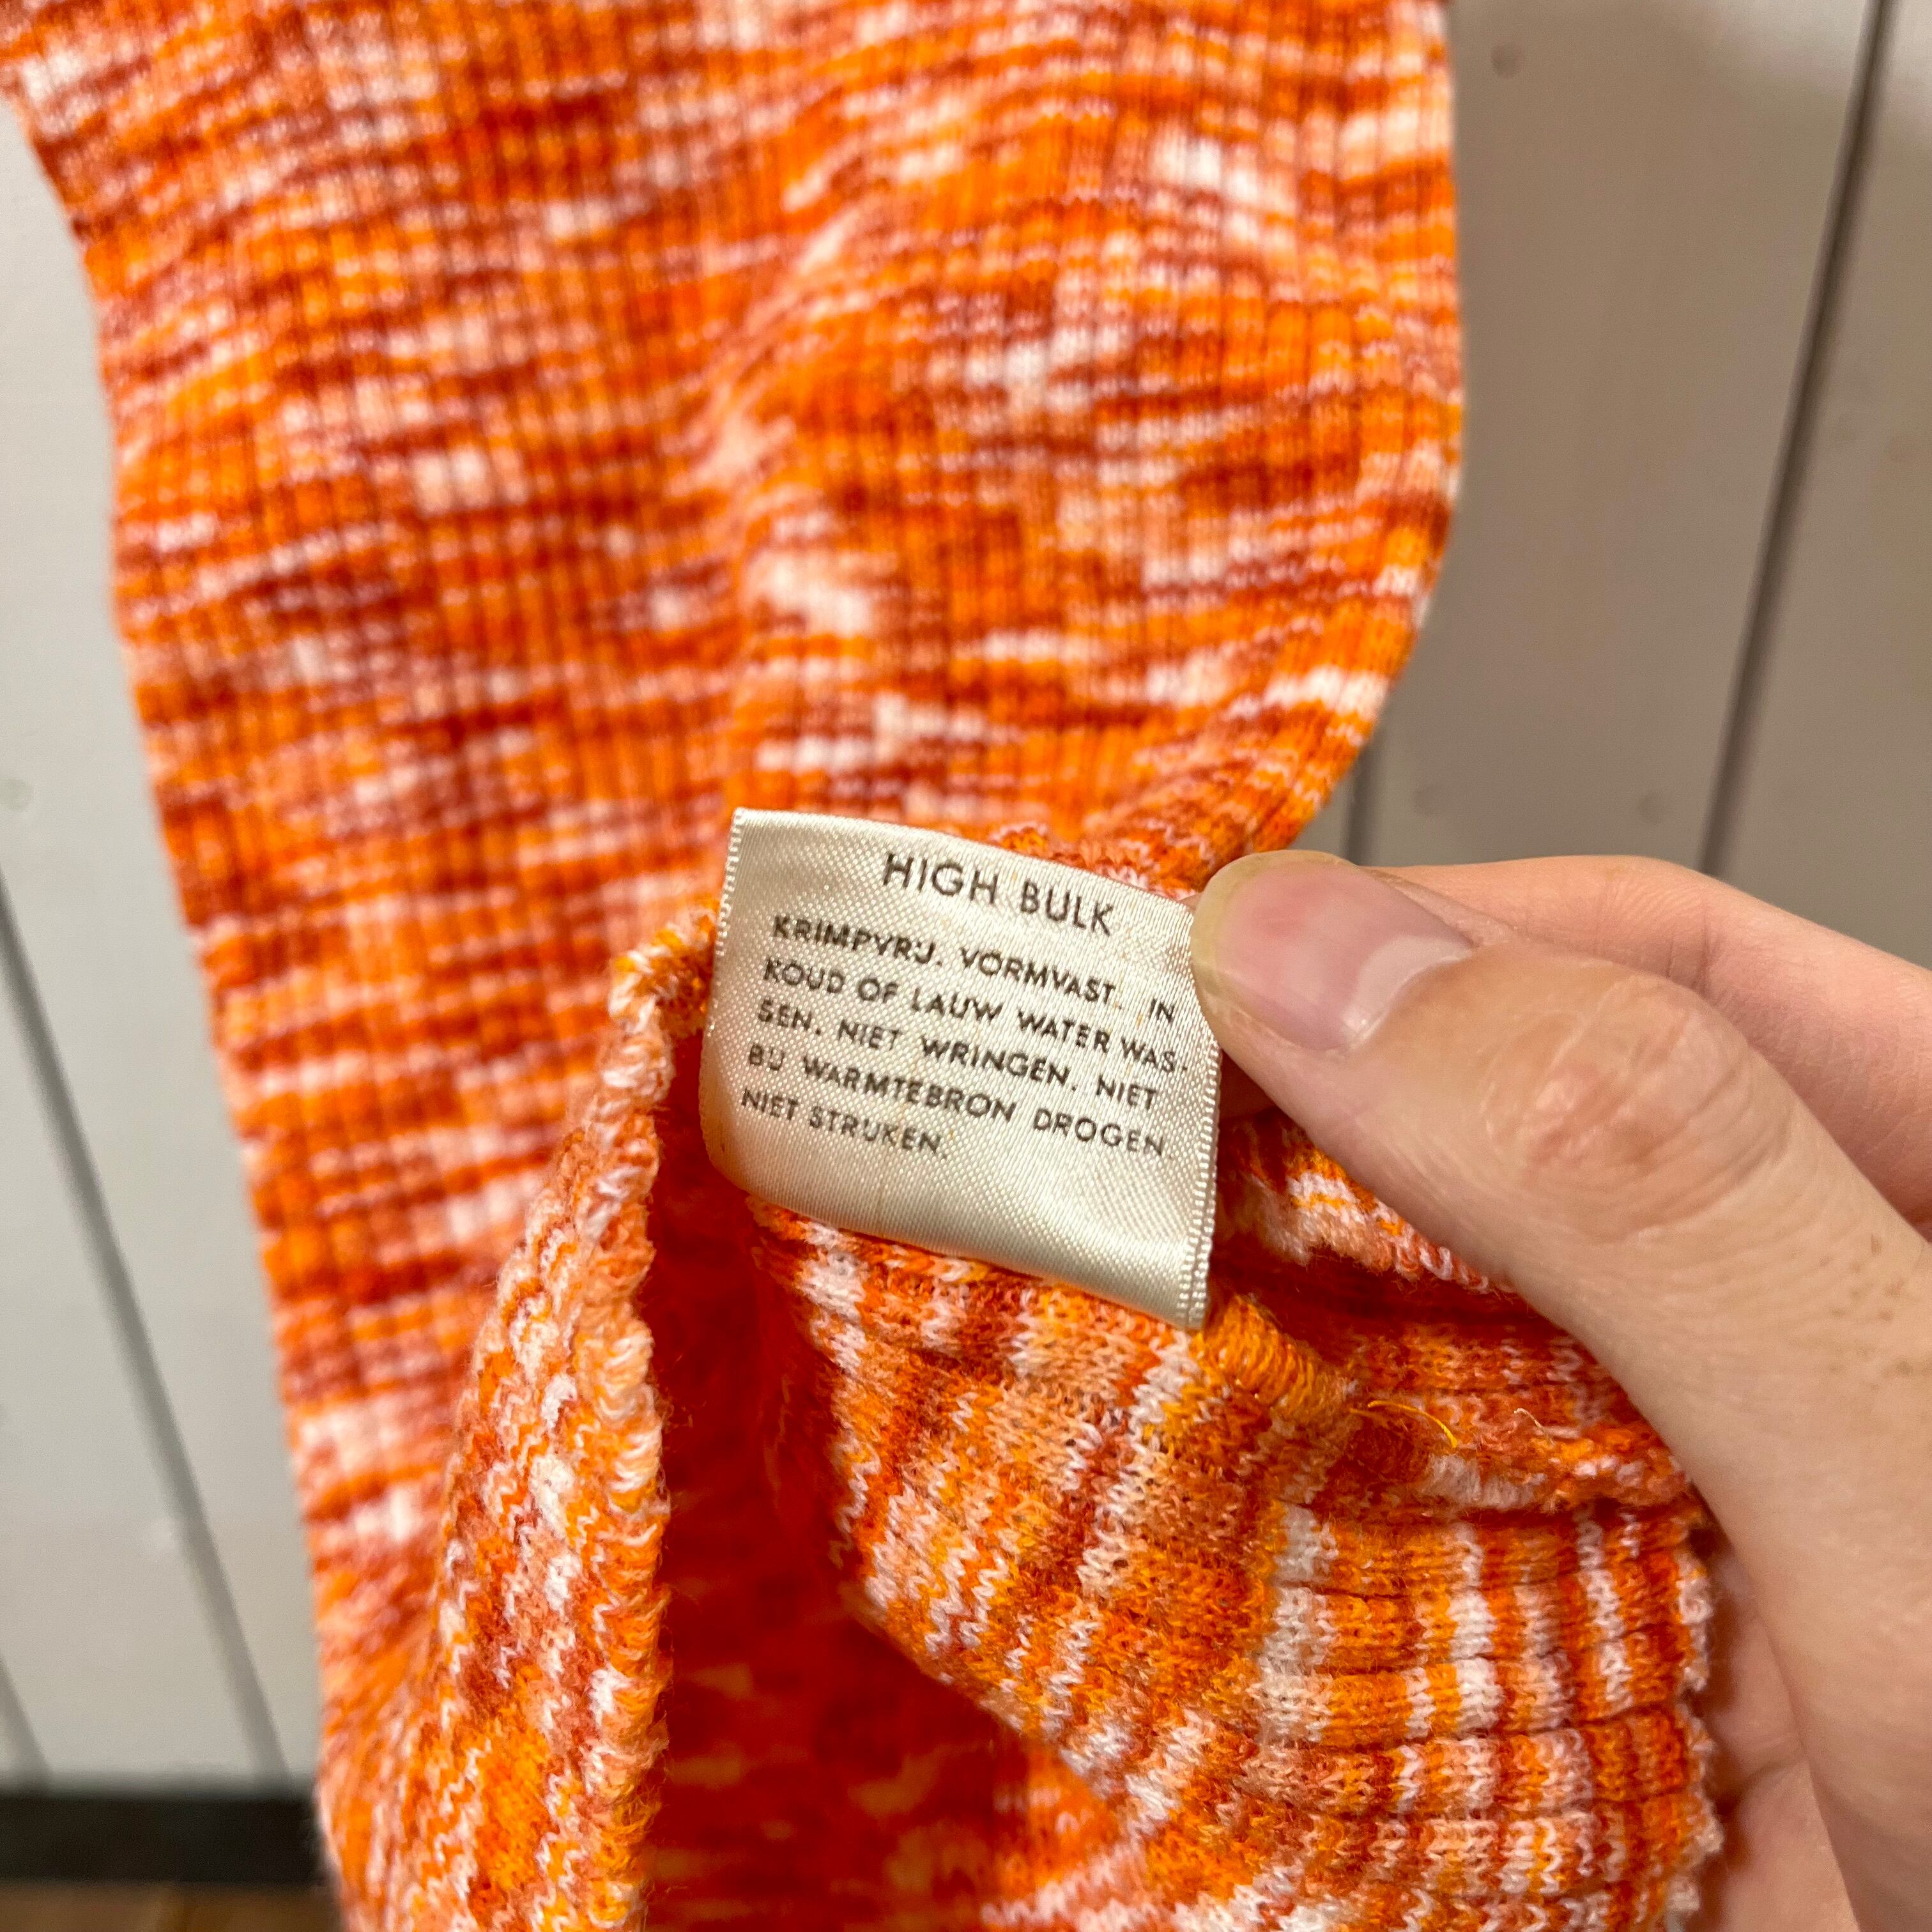 HIGH BULK
KRIMPVRIJ. VORMVAST. IN
KOUD OF LAUW WATER WAS-
SEN. NIET WRINGEN. NIET
BIJ WARMTEBRON DROGEN
NIET STRIJKEN.